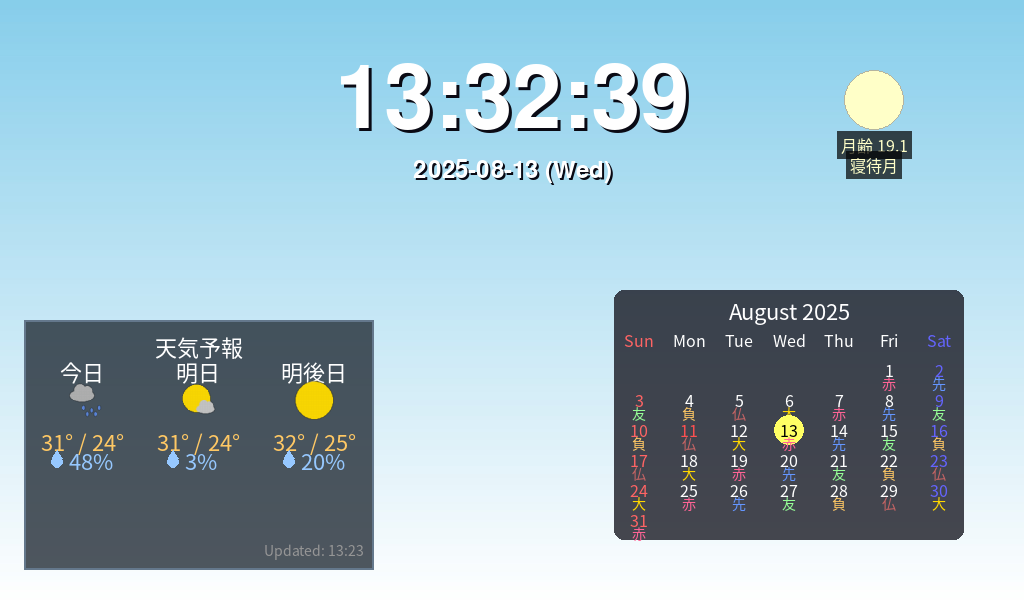 13:32:39
2025-08-13 (Wed)
月齢 19.1
寝待月
天気予報
今日 明日 明後日
31° / 24° 31° / 24° 32° / 25°
48% 3% 20%
Updated: 13:23
August 2025
Sun Mon Tue Wed Thu Fri Sat
1 2
赤 先
3 4 5 6 7 8 9
友 負 仏 大 赤 先 友
10 11 12 13 14 15 16
負 仏 大 赤 先 友 負
17 18 19 20 21 22 23
仏 大 赤 先 友 負 仏
24 25 26 27 28 29 30
大 赤 先 友 負 仏 大
31
赤